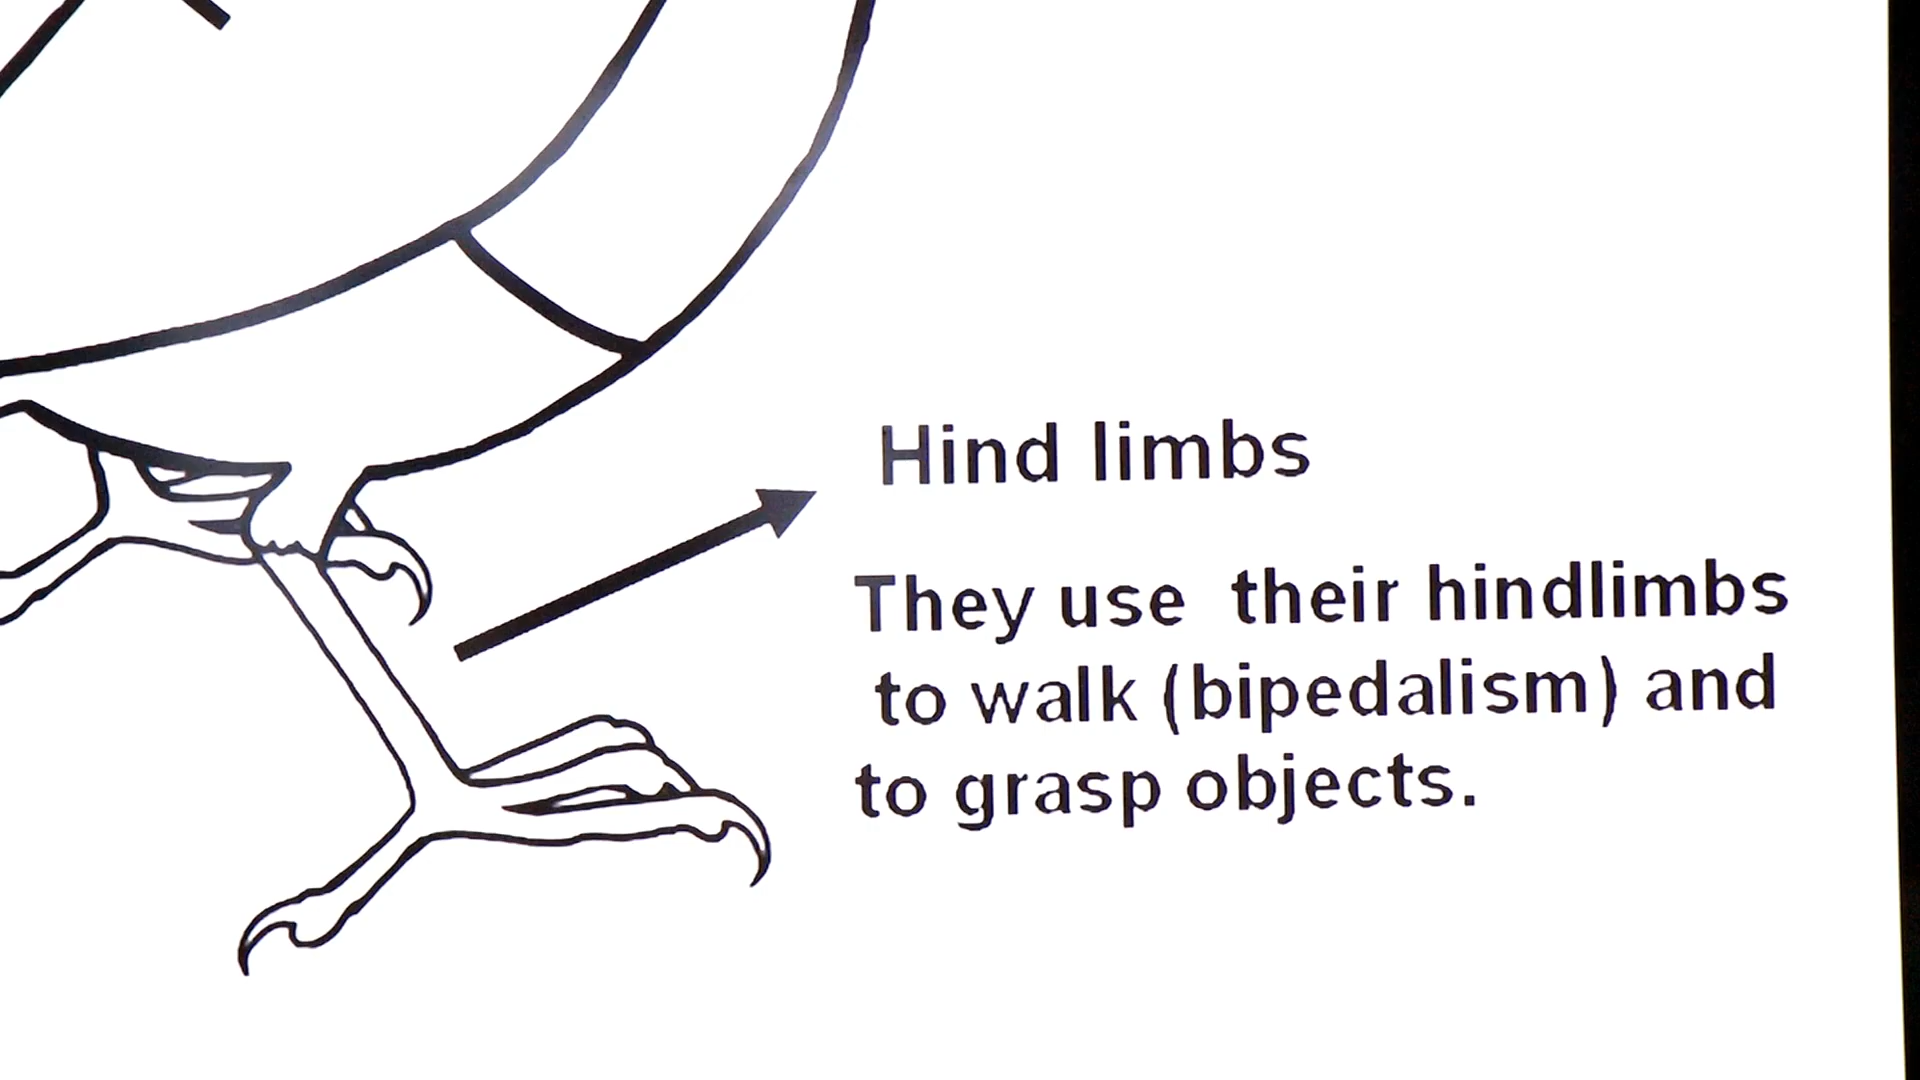 Hind limbs
They use their hindlimbs
to walk (bipedalism) and
to grasp objects.